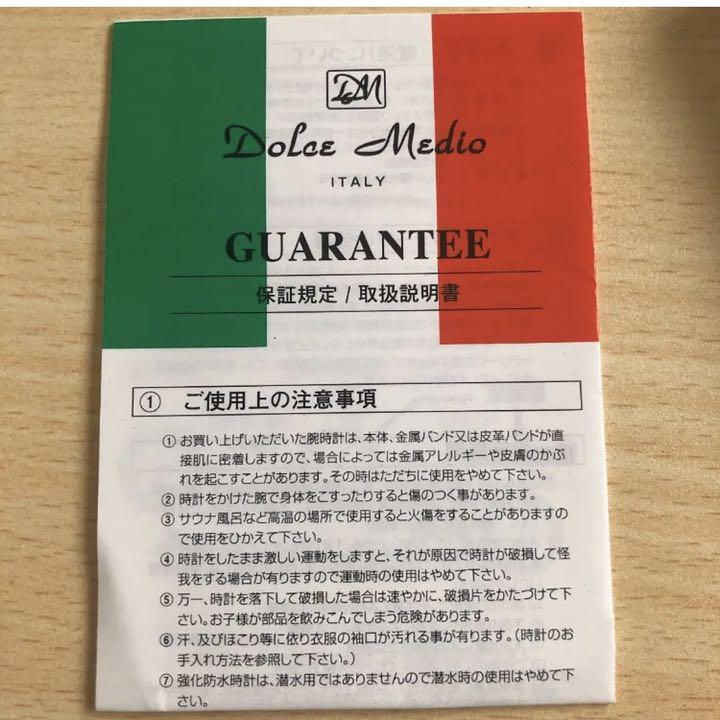 DM
Dolce Medio
ITALY
GUARANTEE
保証規定 / 取扱説明書
① ご使用上の注意事項
① お買い上げいただいた腕時計は、本体、金属バンド又は皮革バンドが直
接肌に密着しますので、場合によっては金属アレルギーや皮膚のかぶ
れを起こすことがあります。その時はただちに使用をやめて下さい。
② 時計をかけた腕で身体をこすったりすると傷のつく事があります。
③ サウナ風呂など高温の場所で使用すると火傷をすることがありますの
で使用をひかえて下さい。
④ 時計をしたまま激しい運動をしますと、それが原因で時計が破損して怪
我をする場合が有りますので運動時の使用はやめて下さい。
⑤ 万一、時計を落下して破損した場合は速やかに、破損片をかたづけて下
さい。お子様が部品を飲みこんでしまう危険があります。
⑥ 汗、及びほこり等に依り衣服の袖口が汚れる事が有ります。(時計のお
手入れ方法を参照して下さい。)
⑦ 強化防水時計は、潜水用ではありませんので潜水時の使用はやめて下
さい。